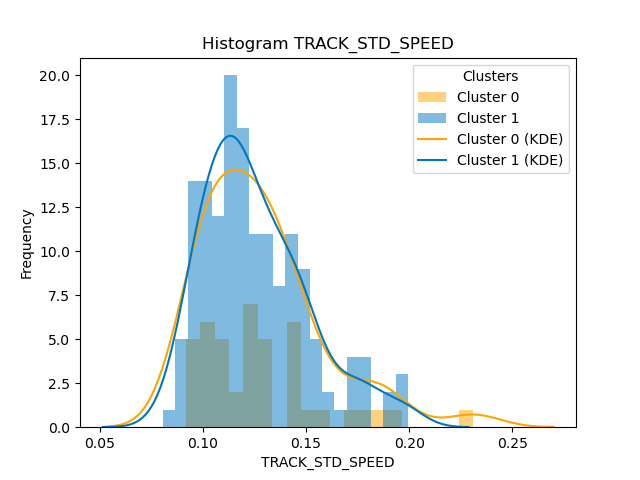 Histogram TRACK_STD_SPEED
Clusters
Cluster 0
Cluster 1
Cluster 0 (KDE)
Cluster 1 (KDE)
Frequency
20.0
17.5
15.0
12.5
10.0
7.5
5.0
2.5
0.0
0.05 0.10 0.15 0.20 0.25
TRACK_STD_SPEED